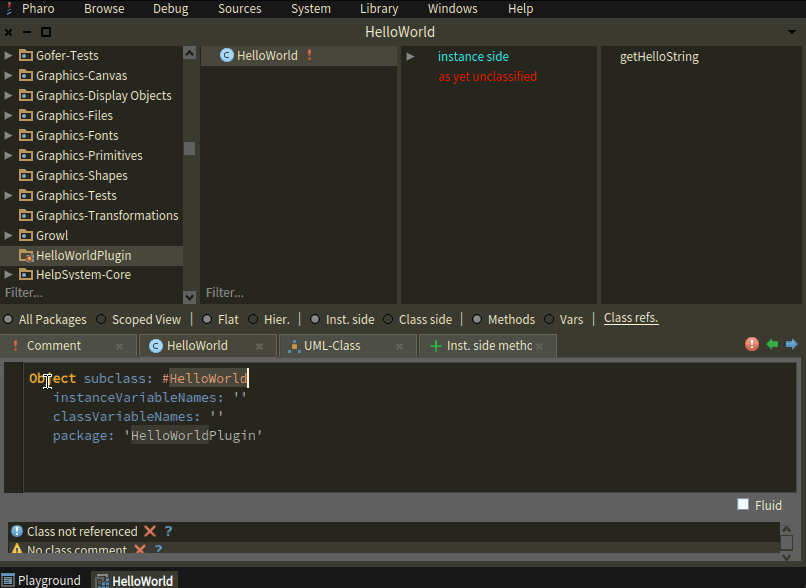 Pharo Browse Debug Sources System Library Windows Help
HelloWorld
Gofer-Tests
Graphics-Canvas
Graphics-Display Objects
Graphics-Files
Graphics-Fonts
Graphics-Primitives
Graphics-Shapes
Graphics-Tests
Graphics-Transformations
Growl
HelloWorldPlugin
HelpSystem-Core
Filter...
HelloWorld !
Filter...
instance side
as yet unclassified
getHelloString
All Packages Scoped View | Flat Hier. | Inst. side Class side | Methods Vars | Class refs.
! Comment HelloWorld UML-Class Inst. side methc
Object subclass: #HelloWorld
instanceVariableNames: ''
classVariableNames: ''
package: 'HelloWorldPlugin'
Fluid
Class not referenced ?
No class comment ?
Playground HelloWorld